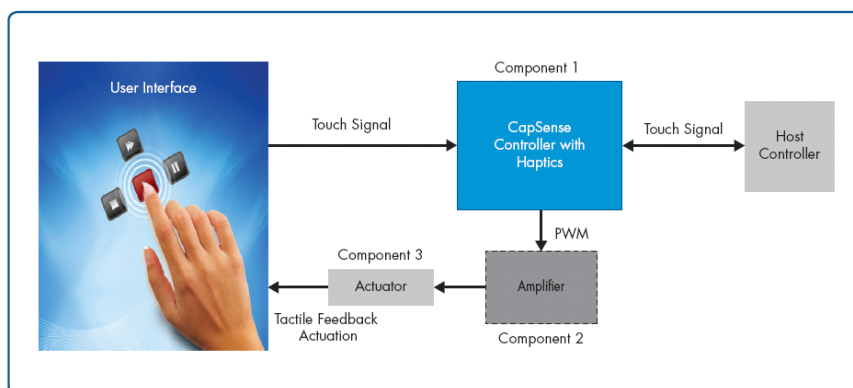 Component 1
User Interface
Touch Signal
CapSense
Controller with
Haptics
Touch Signal
Host
Controller
PWM
Component 3
Actuator
Amplifier
Tactile Feedback
Actuation
Component 2